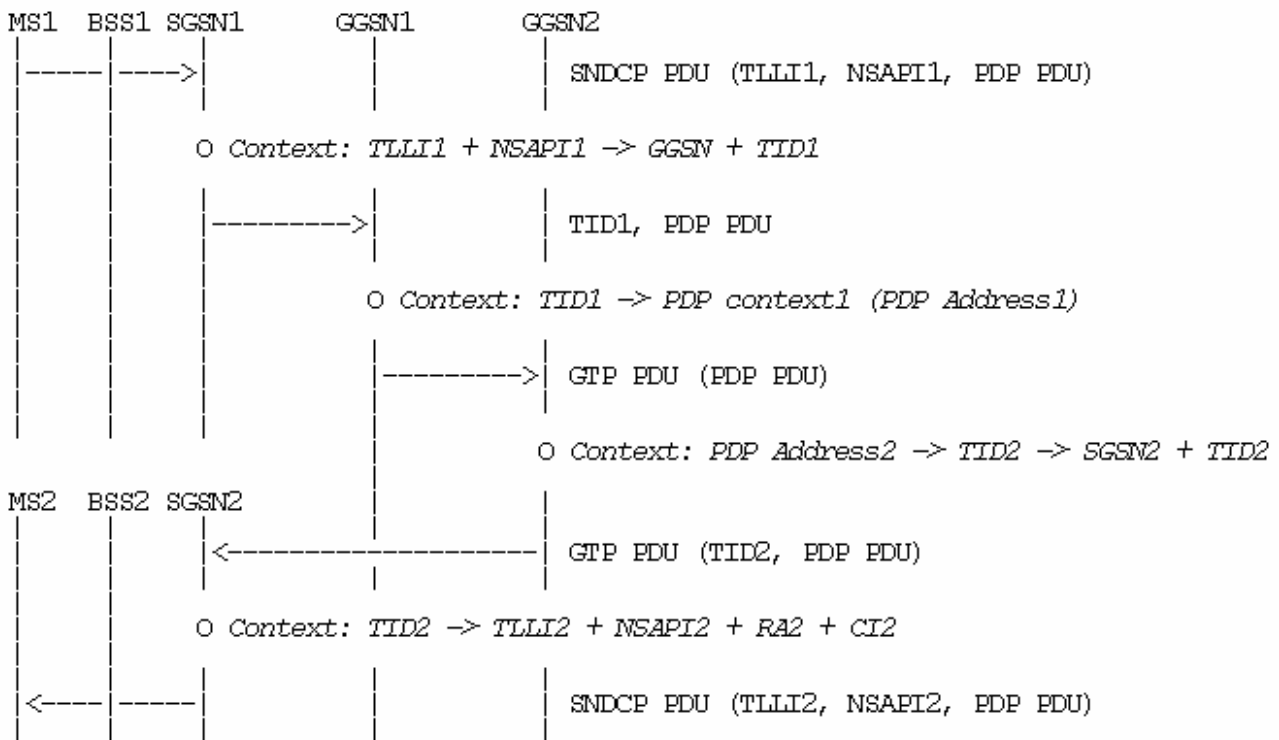 MS1 BSS1 SGSN1 GGSN1 GGSN2
SNDCP PDU (TLLI1, NSAPI1, PDP PDU)
O Context: TLLI1 + NSAPI1 -> GGSN + TID1
TID1, PDP PDU
O Context: TID1 -> PDP context1 (PDP Address1)
GTP PDU (PDP PDU)
O Context: PDP Address2 -> TID2 -> SGSN2 + TID2
MS2 BSS2 SGSN2
GTP PDU (TID2, PDP PDU)
O Context: TID2 -> TLLI2 + NSAPI2 + RA2 + CI2
SNDCP PDU (TLLI2, NSAPI2, PDP PDU)